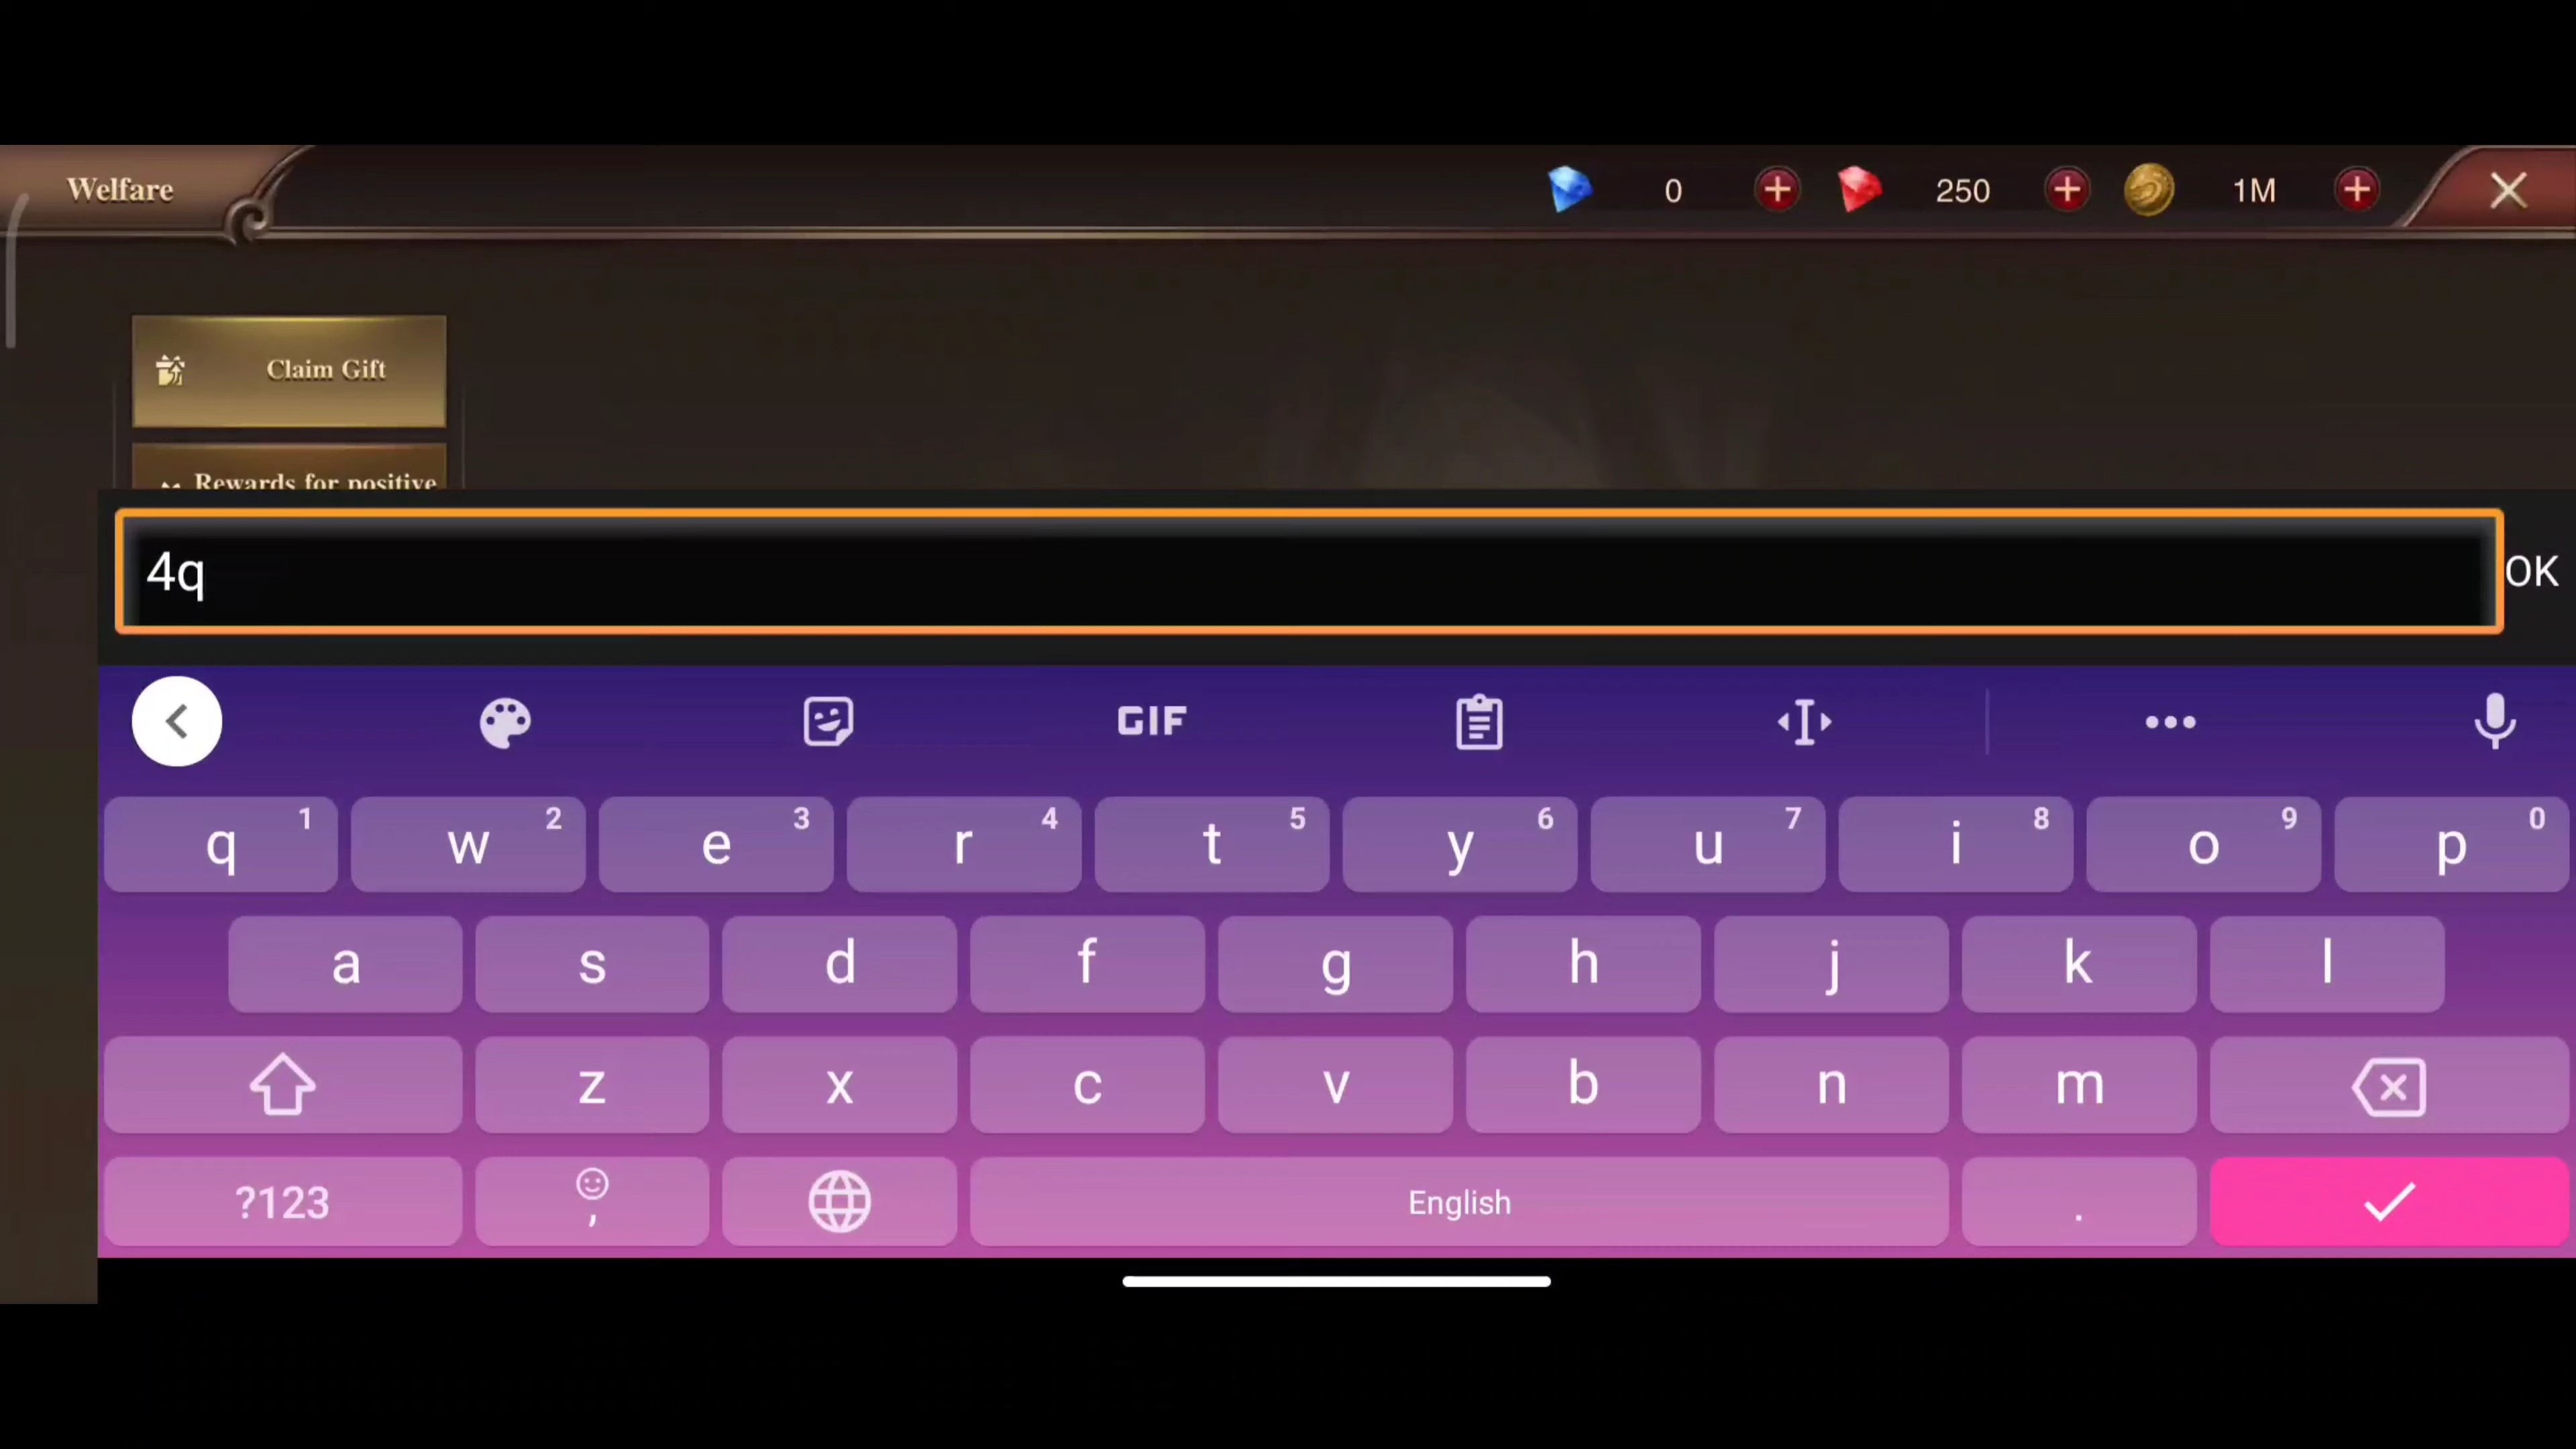 Welfare
0
250
1M
Claim Gift
Rewards for positive
4q
OK
GIF
q 1 w 2 e 3 r 4 t 5 y 6 u 7 i 8 o 9 p 0
a s d f g h j k l
z x c v b n m
?123 , English .